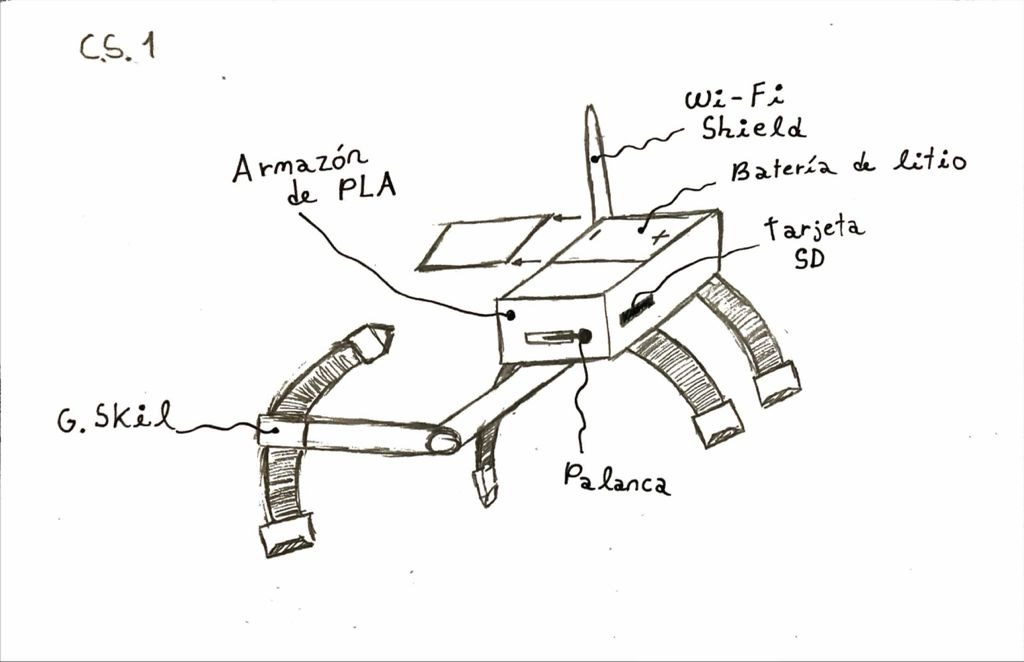 C.S. 1
Wi-Fi
Shield
Armazón
de PLA
Batería de litio
tarjeta
SD
G. Skil
Palanca